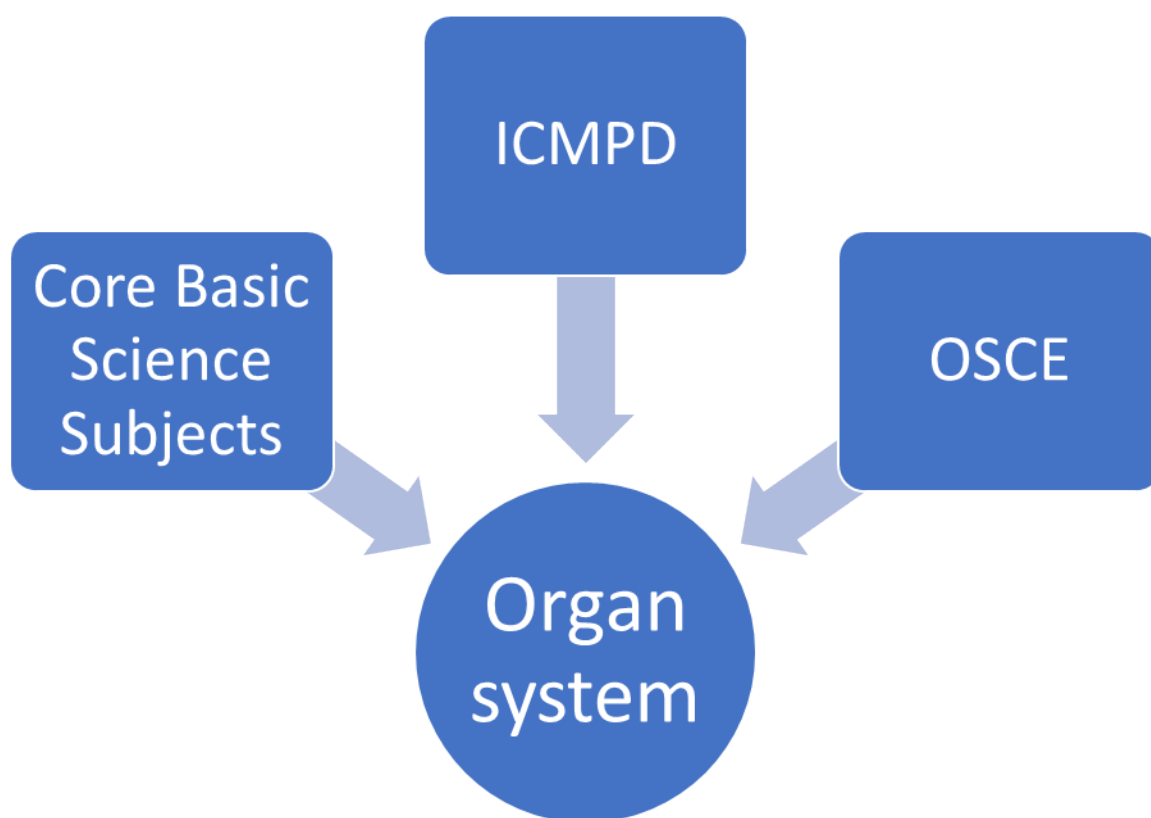 ICMPD
Core Basic
Science
Subjects
OSCE
Organ
system